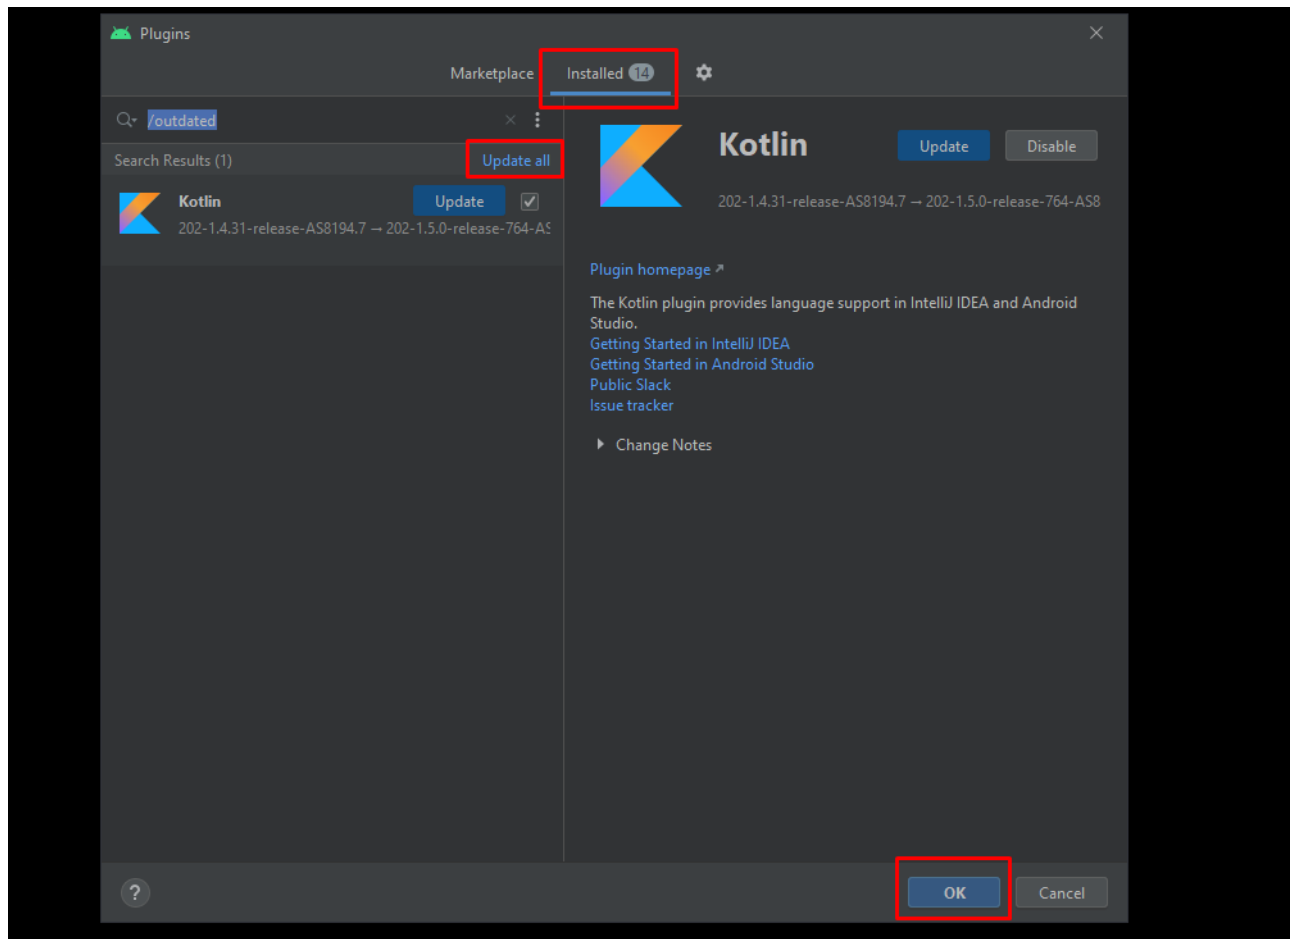 Plugins
Marketplace Installed 14
/outdated
Search Results (1) Update all
Kotlin Update
202-1.4.31-release-AS8194.7 → 202-1.5.0-release-764-AS
Kotlin Update Disable
202-1.4.31-release-AS8194.7 → 202-1.5.0-release-764-AS8
Plugin homepage ↗
The Kotlin plugin provides language support in IntelliJ IDEA and Android
Studio.
Getting Started in IntelliJ IDEA
Getting Started in Android Studio
Public Slack
Issue tracker
Change Notes
? OK Cancel